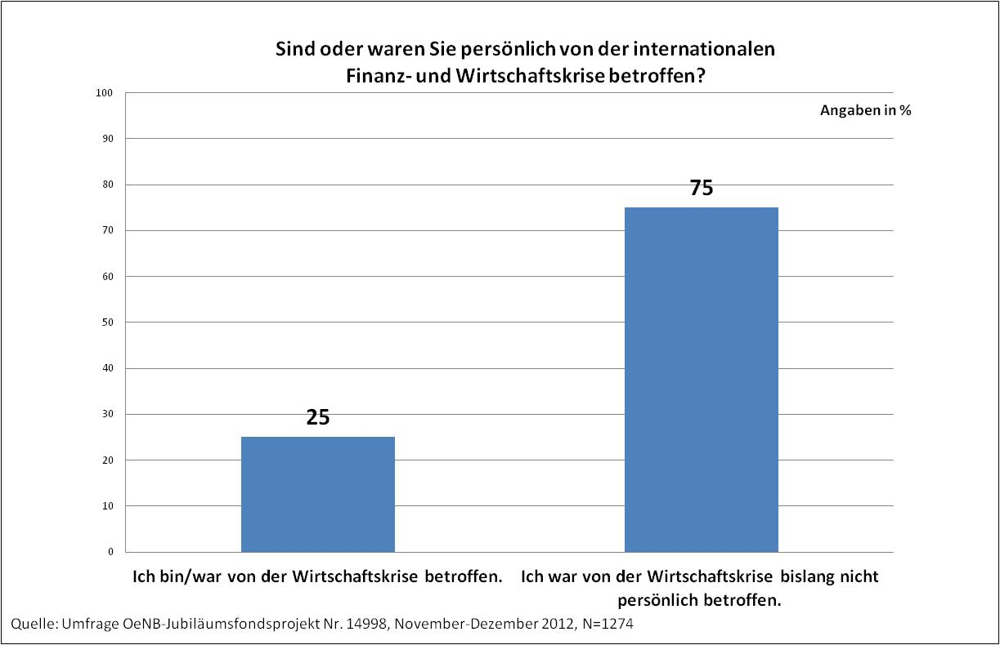 Sind oder waren Sie persönlich von der internationalen
Finanz- und Wirtschaftskrise betroffen?
Angaben in %
100
90
80
70
60
50
40
30
20
10
0
25
75
Ich bin/war von der Wirtschaftskrise betroffen.
Ich war von der Wirtschaftskrise bislang nicht
persönlich betroffen.
Quelle: Umfrage OeNB-Jubiläumsfondsprojekt Nr. 14998, November-Dezember 2012, N=1274